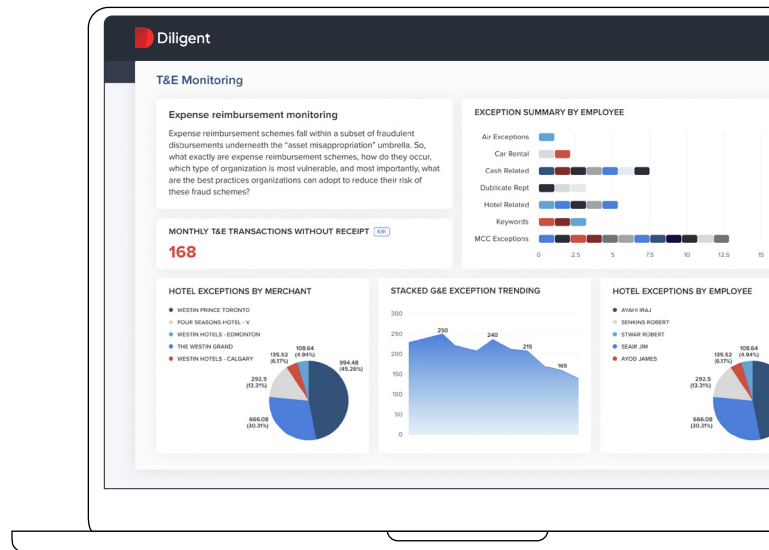 Diligent
T&E Monitoring
Expense reimbursement monitoring
Expense reimbursement schemes fall within a subset of fraudulent
disbursements underneath the “asset misappropriation” umbrella. So,
what exactly are expense reimbursement schemes, how do they occur,
which type of organization is most vulnerable, and most importantly, what
are the best practices organizations can adopt to reduce their risk of
these fraud schemes?
MONTHLY T&E TRANSACTIONS WITHOUT RECEIPT KRI
168
EXCEPTION SUMMARY BY EMPLOYEE
Air Exceptions
Car Rental
Cash Related
Dublicate Rept
Hotel Related
Keywords
MCC Exceptions
0 2.5 5 7.5 10 12.5 15
HOTEL EXCEPTIONS BY MERCHANT
WESTIN PRINCE TORONTO
FOUR SEASONS HOTEL - V
WESTIN HOTELS - EDMONTON
THE WESTIN GRAND
WESTIN HOTELS - CALGARY
108.64
(4.94%)
135.52
(6.17%)
994.48
(45.26%)
292.5
(13.31%)
666.08
(30.31%)
STACKED G&E EXCEPTION TRENDING
300
250
200
150
100
50
0
250
240
215
165
HOTEL EXCEPTIONS BY EMPLOYEE
AYAHI IRAJ
SENKINS ROBERT
STWAR ROBERT
SEAIR JIM
AYOD JAMES
108.64
(4.94%)
135.52
(6.17%)
292.5
(13.31%)
666.08
(30.31%)